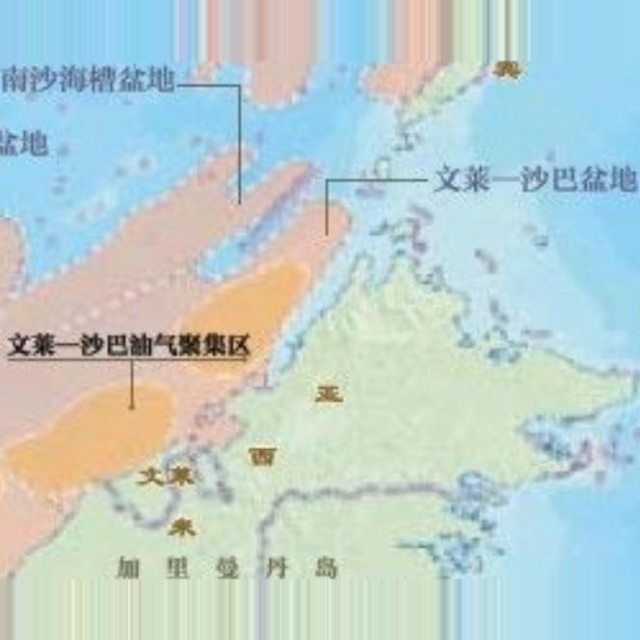 宾
南沙海槽盆地
盆地
文莱—沙巴盆地
文莱—沙巴油气聚集区
亚
西
文莱
来
加里曼丹岛